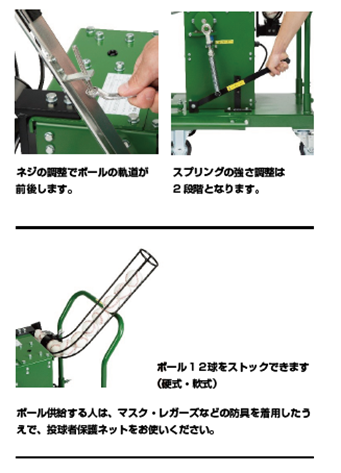 ネジの調整でボールの軌道が
前後します。
スプリングの強さ調整は
2段階となります。
ボール12球をストックできます
(硬式・軟式)
ボール供給する人は、マスク・レガーズなどの防具を着用したう
えで、投球者保護ネットをお使いください。